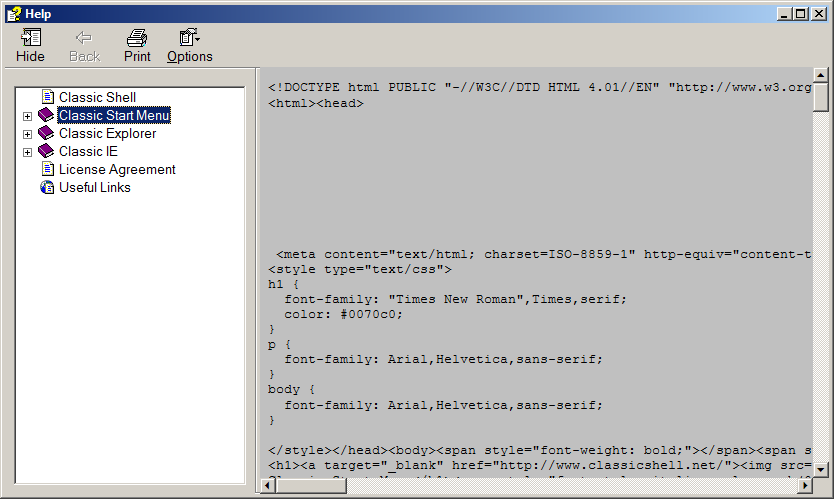 Help
Hide Back Print Options
Classic Shell
Classic Start Menu
Classic Explorer
Classic IE
License Agreement
Useful Links
<!DOCTYPE html PUBLIC "-//W3C//DTD HTML 4.01//EN" "http://www.w3.org
<html><head>
<meta content="text/html; charset=ISO-8859-1" http-equiv="content-t
<style type="text/css">
h1 {
  font-family: "Times New Roman",Times,serif;
  color: #0070c0;
}
p {
  font-family: Arial,Helvetica,sans-serif;
}
body {
  font-family: Arial,Helvetica,sans-serif;
}
</style></head><body><span style="font-weight: bold;"></span><span s
<h1><a target="_blank" href="http://www.classicshell.net/"><img src=